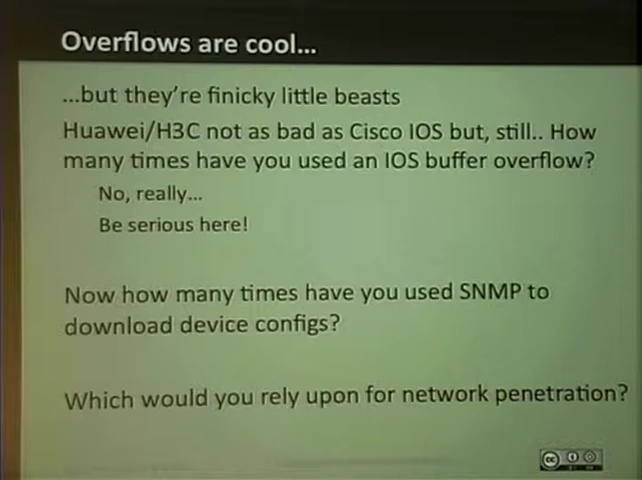 Overflows are cool...
...but they're finicky little beasts
Huawei/H3C not as bad as Cisco IOS but, still.. How
many times have you used an IOS buffer overflow?
No, really...
Be serious here!
Now how many times have you used SNMP to
download device configs?
Which would you rely upon for network penetration?
cc